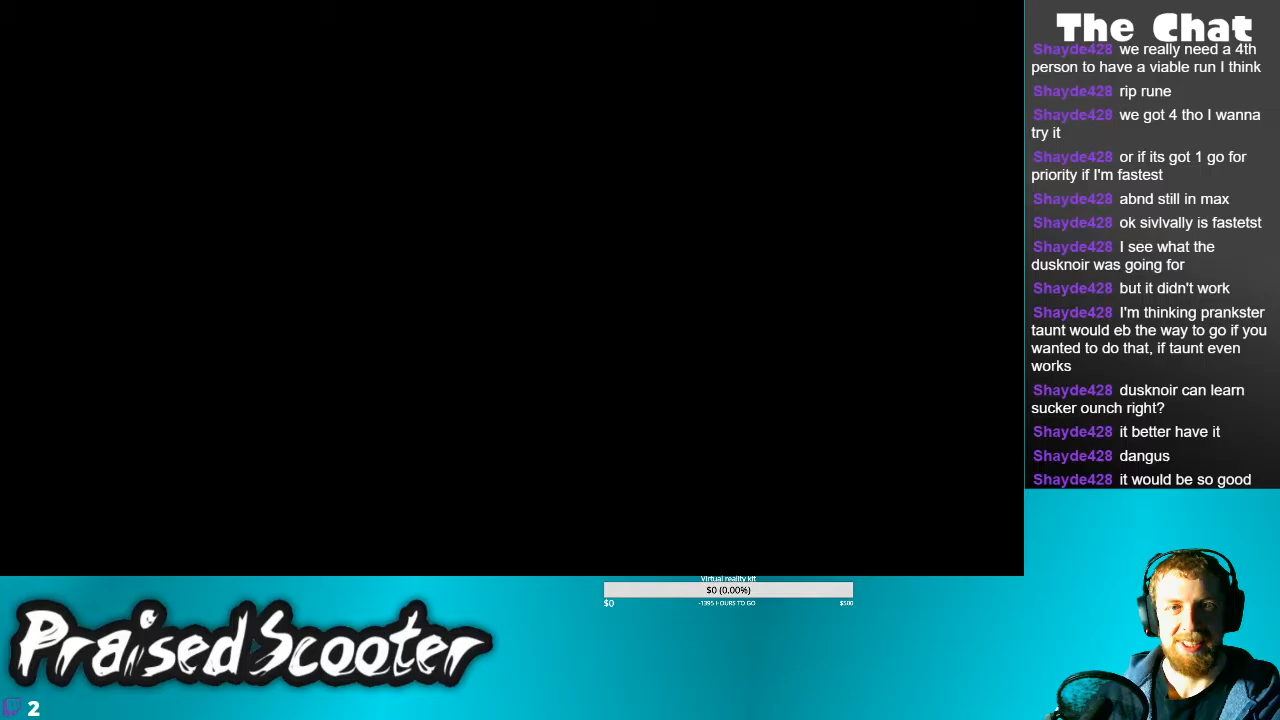 The Chat
Shayde428 we really need a 4th
person to have a viable run I think
Shayde428 rip rune
Shayde428 we got 4 tho I wanna
try it
Shayde428 or if its got 1 go for
priority if I'm fastest
Shayde428 abnd still in max
Shayde428 ok sivlvally is fastetst
Shayde428 I see what the
dusknoir was going for
Shayde428 but it didn't work
Shayde428 I'm thinking prankster
taunt would eb the way to go if you
wanted to do that, if taunt even
works
Shayde428 dusknoir can learn
sucker ounch right?
Shayde428 it better have it
Shayde428 dangus
Shayde428 it would be so good
Virtual reality kit
$0 (0.00%)
$0 -1395 HOURS TO GO $500
PraisedScooter
2